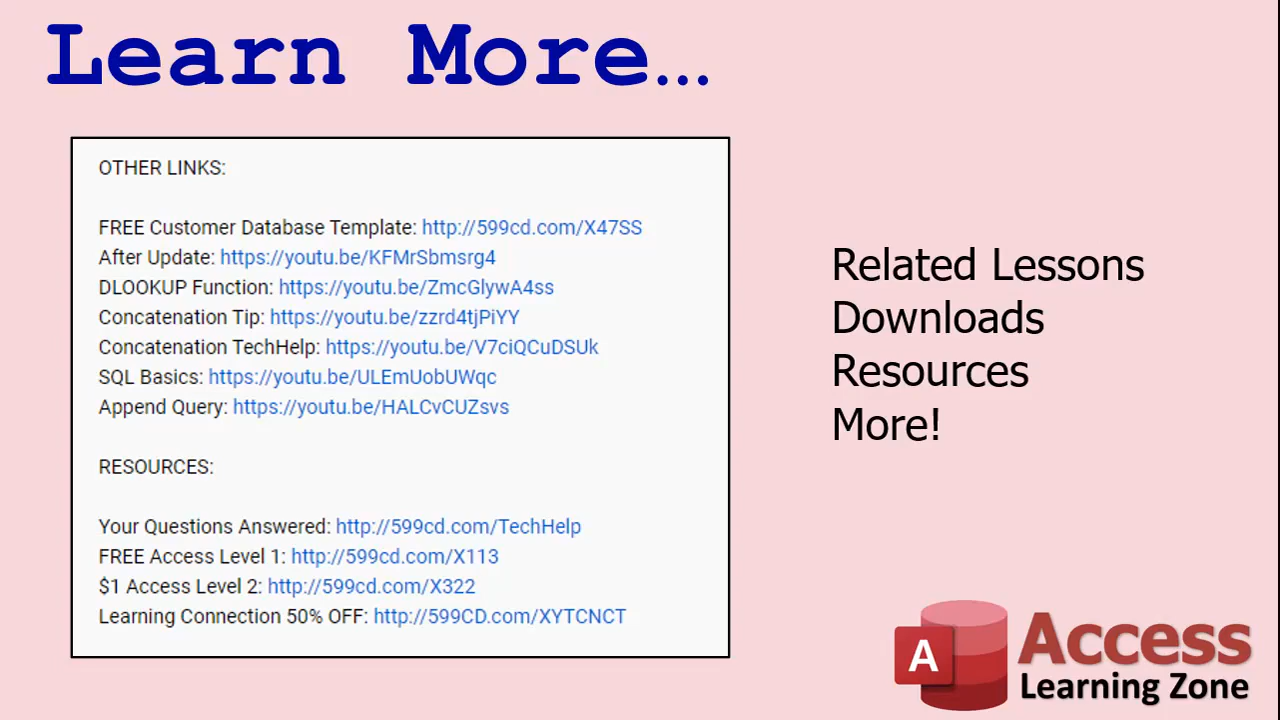 Learn More...
OTHER LINKS:
FREE Customer Database Template: http://599cd.com/X47SS
After Update: https://youtu.be/KFMrSbmsrg4
DLOOKUP Function: https://youtu.be/ZmcGlywA4ss
Concatenation Tip: https://youtu.be/zzrd4tjPiYY
Concatenation TechHelp: https://youtu.be/V7ciQCuDSUk
SQL Basics: https://youtu.be/ULEmUobUWqc
Append Query: https://youtu.be/HALCvCUZsvs
RESOURCES:
Your Questions Answered: http://599cd.com/TechHelp
FREE Access Level 1: http://599cd.com/X113
$1 Access Level 2: http://599cd.com/X322
Learning Connection 50% OFF: http://599CD.com/XYTCNCT
Related Lessons
Downloads
Resources
More!
A
Access
Learning Zone